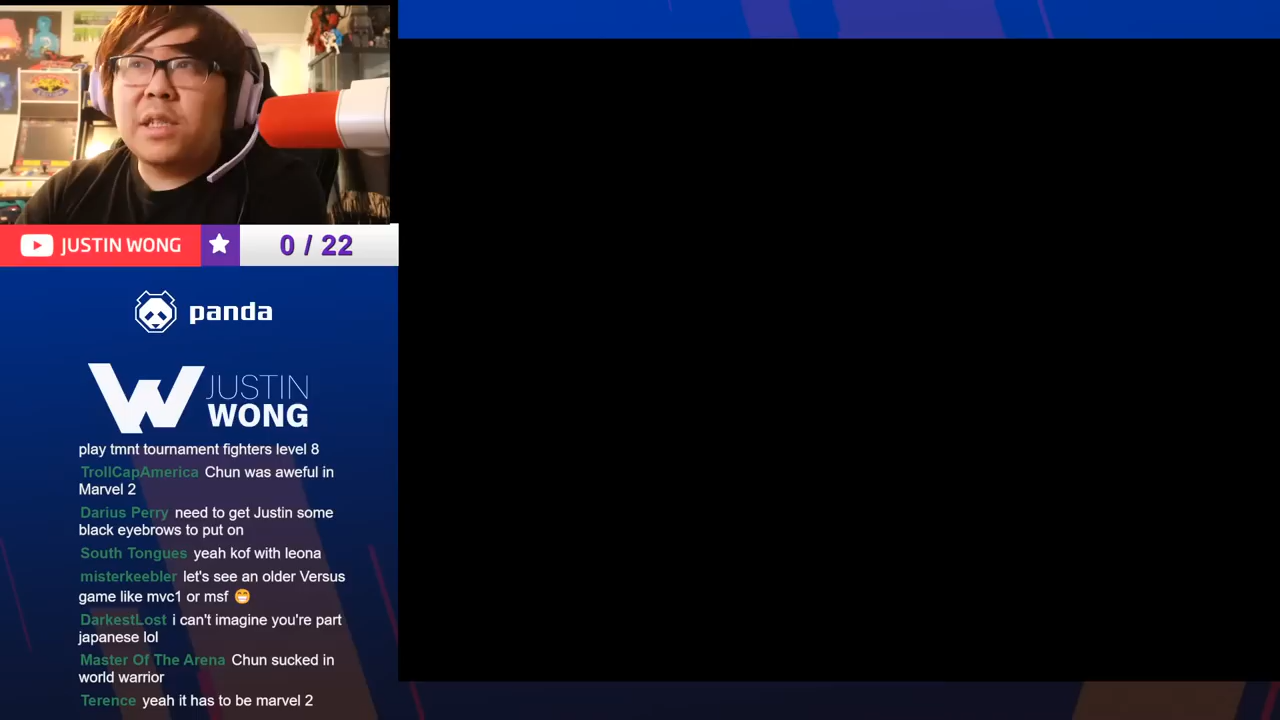 JUSTIN WONG
0 / 22
panda
JUSTIN
WONG
play tmnt tournament fighters level 8
TrollCapAmerica Chun was aweful in
Marvel 2
Darius Perry need to get Justin some
black eyebrows to put on
South Tongues yeah kof with leona
misterkeebler let's see an older Versus
game like mvc1 or msf 😁
DarkestLost i can't imagine you're part
japanese lol
Master Of The Arena Chun sucked in
world warrior
Terence yeah it has to be marvel 2